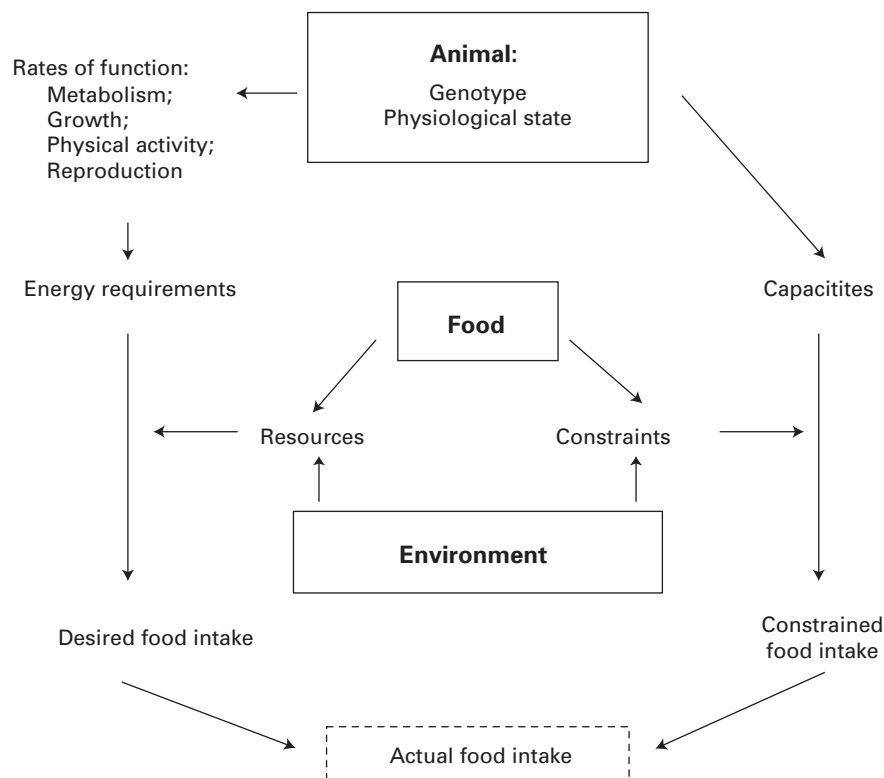 Animal:
Genotype
Physiological state
Rates of function:
Metabolism;
Growth;
Physical activity;
Reproduction
Energy requirements
Capacitites
Food
Resources
Constraints
Environment
Desired food intake
Constrained
food intake
Actual food intake